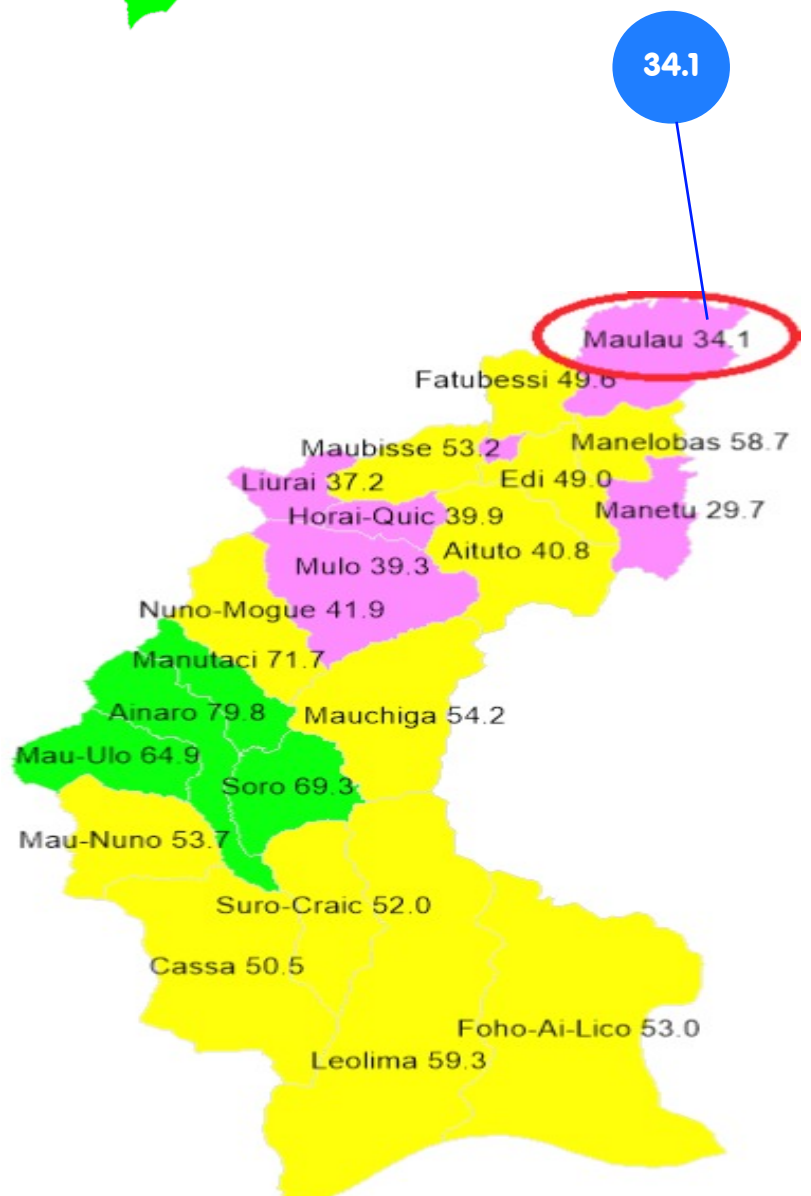 34.1
Maulau 34.1
Fatubessi 49.6
Maubisse 53.2
Manelobas 58.7
Liurai 37.2
Edi 49.0
Horai-Quic 39.9
Manetu 29.7
Aituto 40.8
Mulo 39.3
Nuno-Mogue 41.9
Manutaci 71.7
Ainaro 79.8
Mauchiga 54.2
Mau-Ulo 64.9
Soro 69.3
Mau-Nuno 53.7
Suro-Craic 52.0
Cassa 50.5
Foho-Ai-Lico 53.0
Leolima 59.3